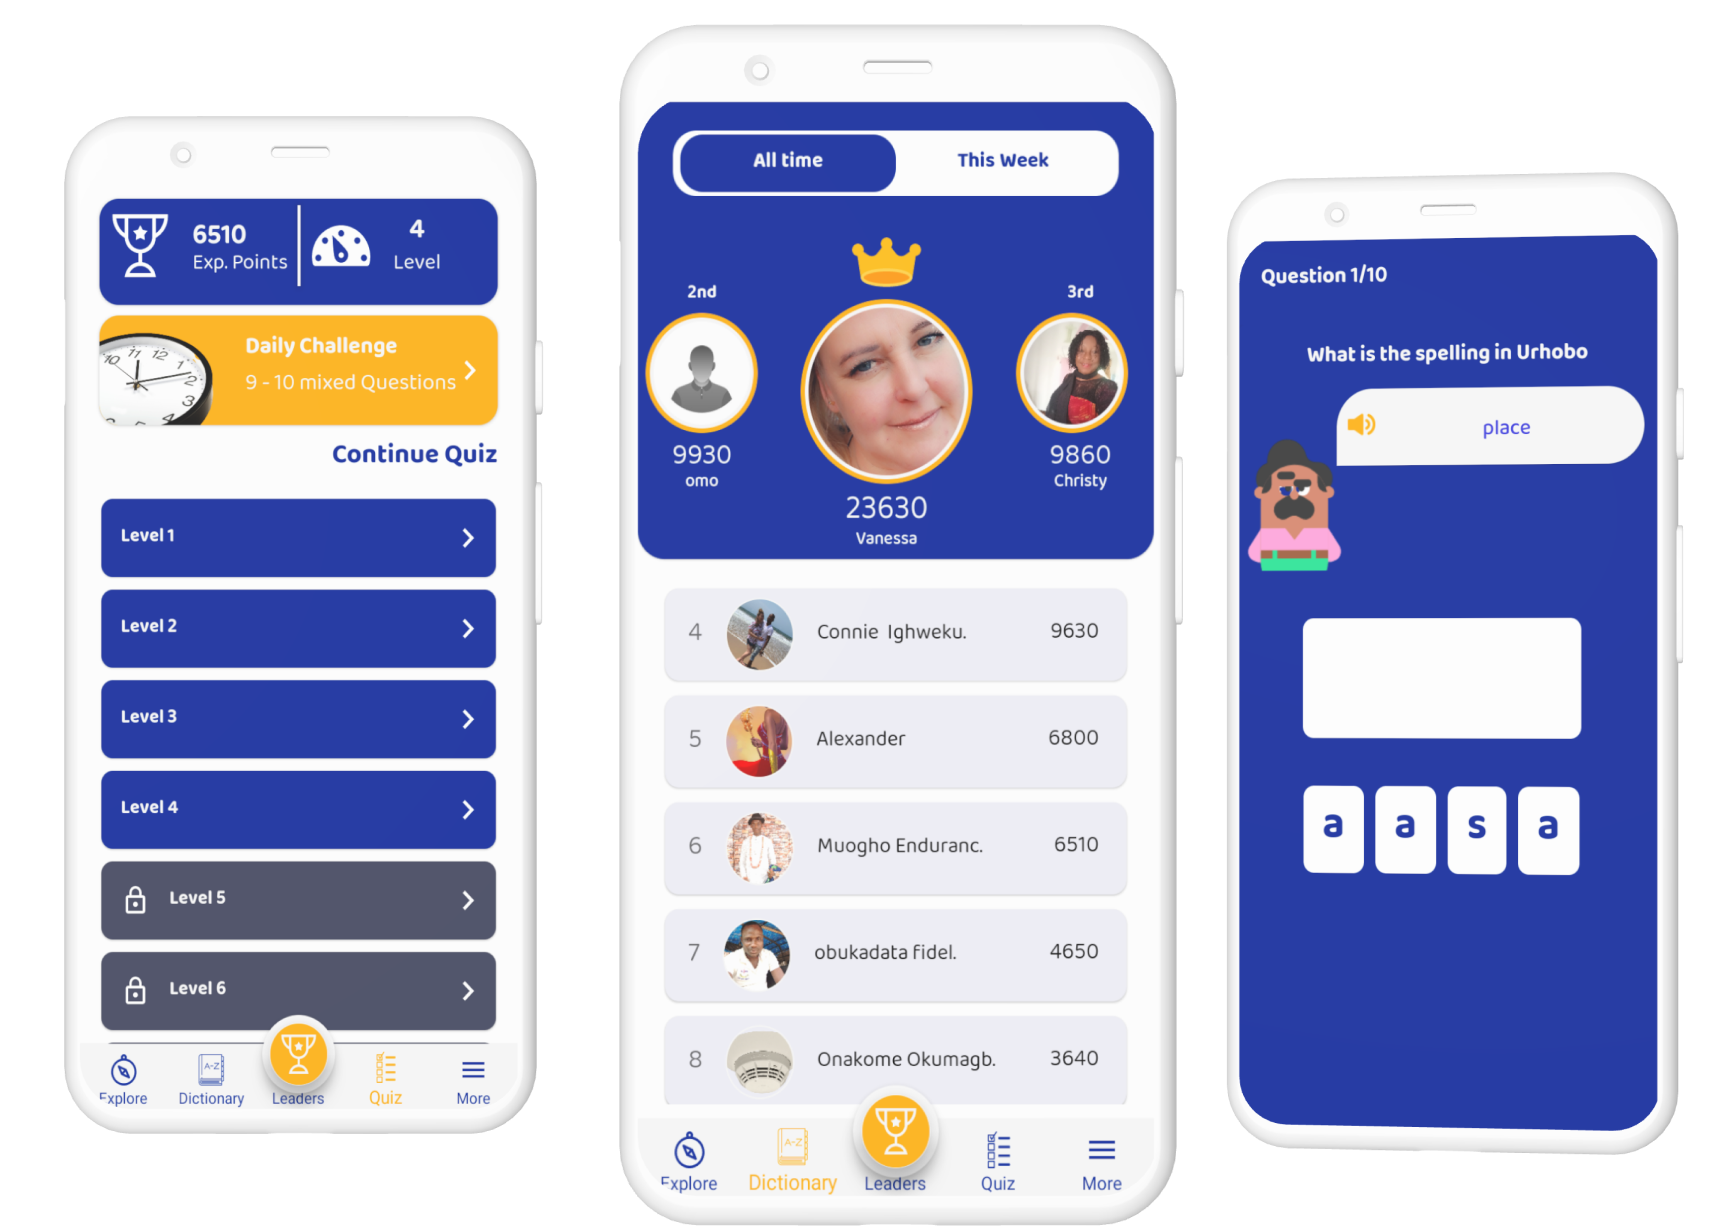 6510
Exp. Points
4
Level
Daily Challenge
9 - 10 mixed Questions
Continue Quiz
Level 1
Level 2
Level 3
Level 4
Level 5
Level 6
Explore
Dictionary
Leaders
Quiz
More
All time
This Week
2nd
3rd
9930
omo
23630
Vanessa
9860
Christy
4 Connie Ighweku. 9630
5 Alexander 6800
6 Muogho Enduranc. 6510
7 obukadata fidel. 4650
8 Onakome Okumagb. 3640
Explore
Dictionary
Leaders
Quiz
More
Question 1/10
What is the spelling in Urhobo
place
a a s a